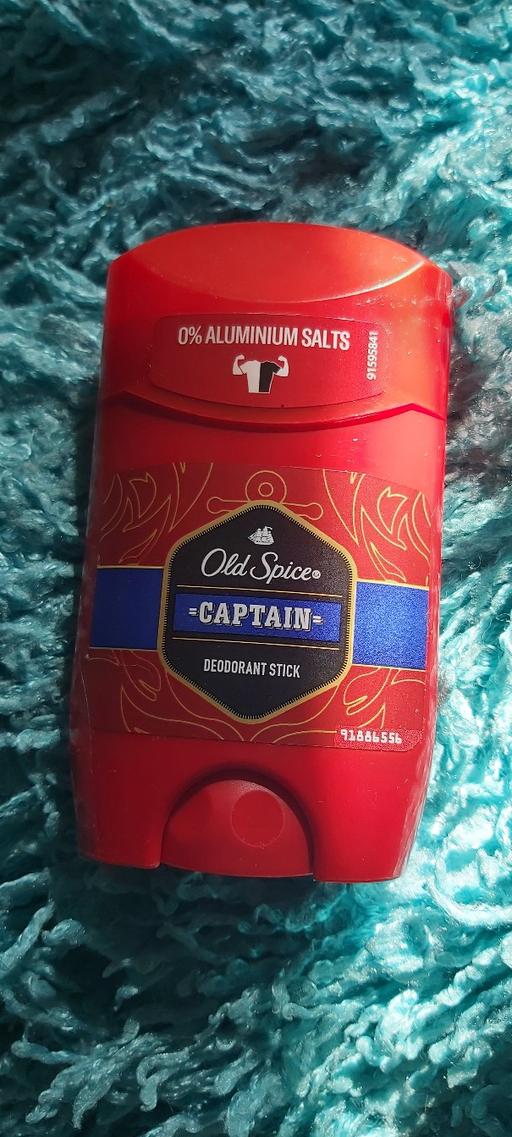 0% ALUMINIUM SALTS
91595841
Old Spice®
CAPTAIN
DEODORANT STICK
91886556